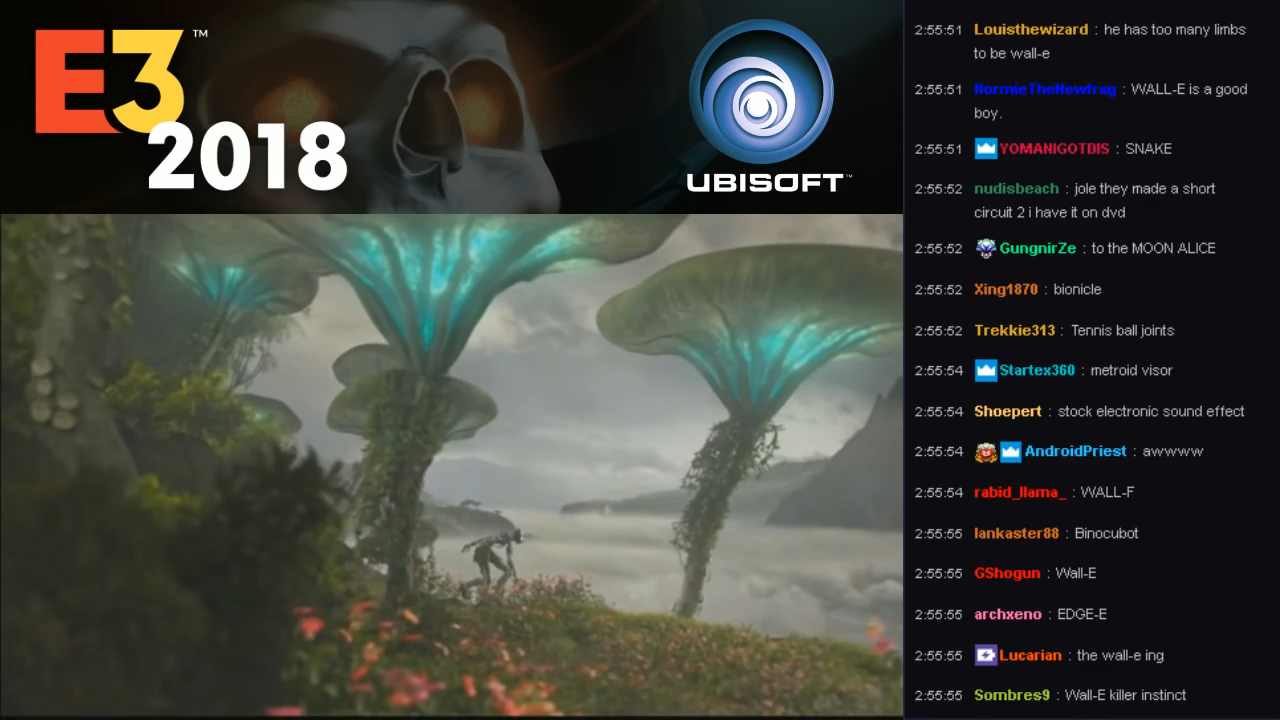 E3™
2018
UBISOFT™
2:55:51 Louisthewizard : he has too many limbs
to be wall-e
2:55:51 NormieTheNewfrag : WALL-E is a good
boy.
2:55:51 YOMANIGOTDIS : SNAKE
2:55:52 nudisbeach : jole they made a short
circuit 2 i have it on dvd
2:55:52 GungnirZe : to the MOON ALICE
2:55:52 Xing1870 : bionicle
2:55:52 Trekkie313 : Tennis ball joints
2:55:54 Startex360 : metroid visor
2:55:54 Shoepert : stock electronic sound effect
2:55:54 AndroidPriest : awwww
2:55:54 rabid_llama_ : WALL-F
2:55:55 lankaster88 : Binocubot
2:55:55 GShogun : Wall-E
2:55:55 archxeno : EDGE-E
2:55:55 Lucarian : the wall-e ing
2:55:55 Sombres9 : Wall-E killer instinct